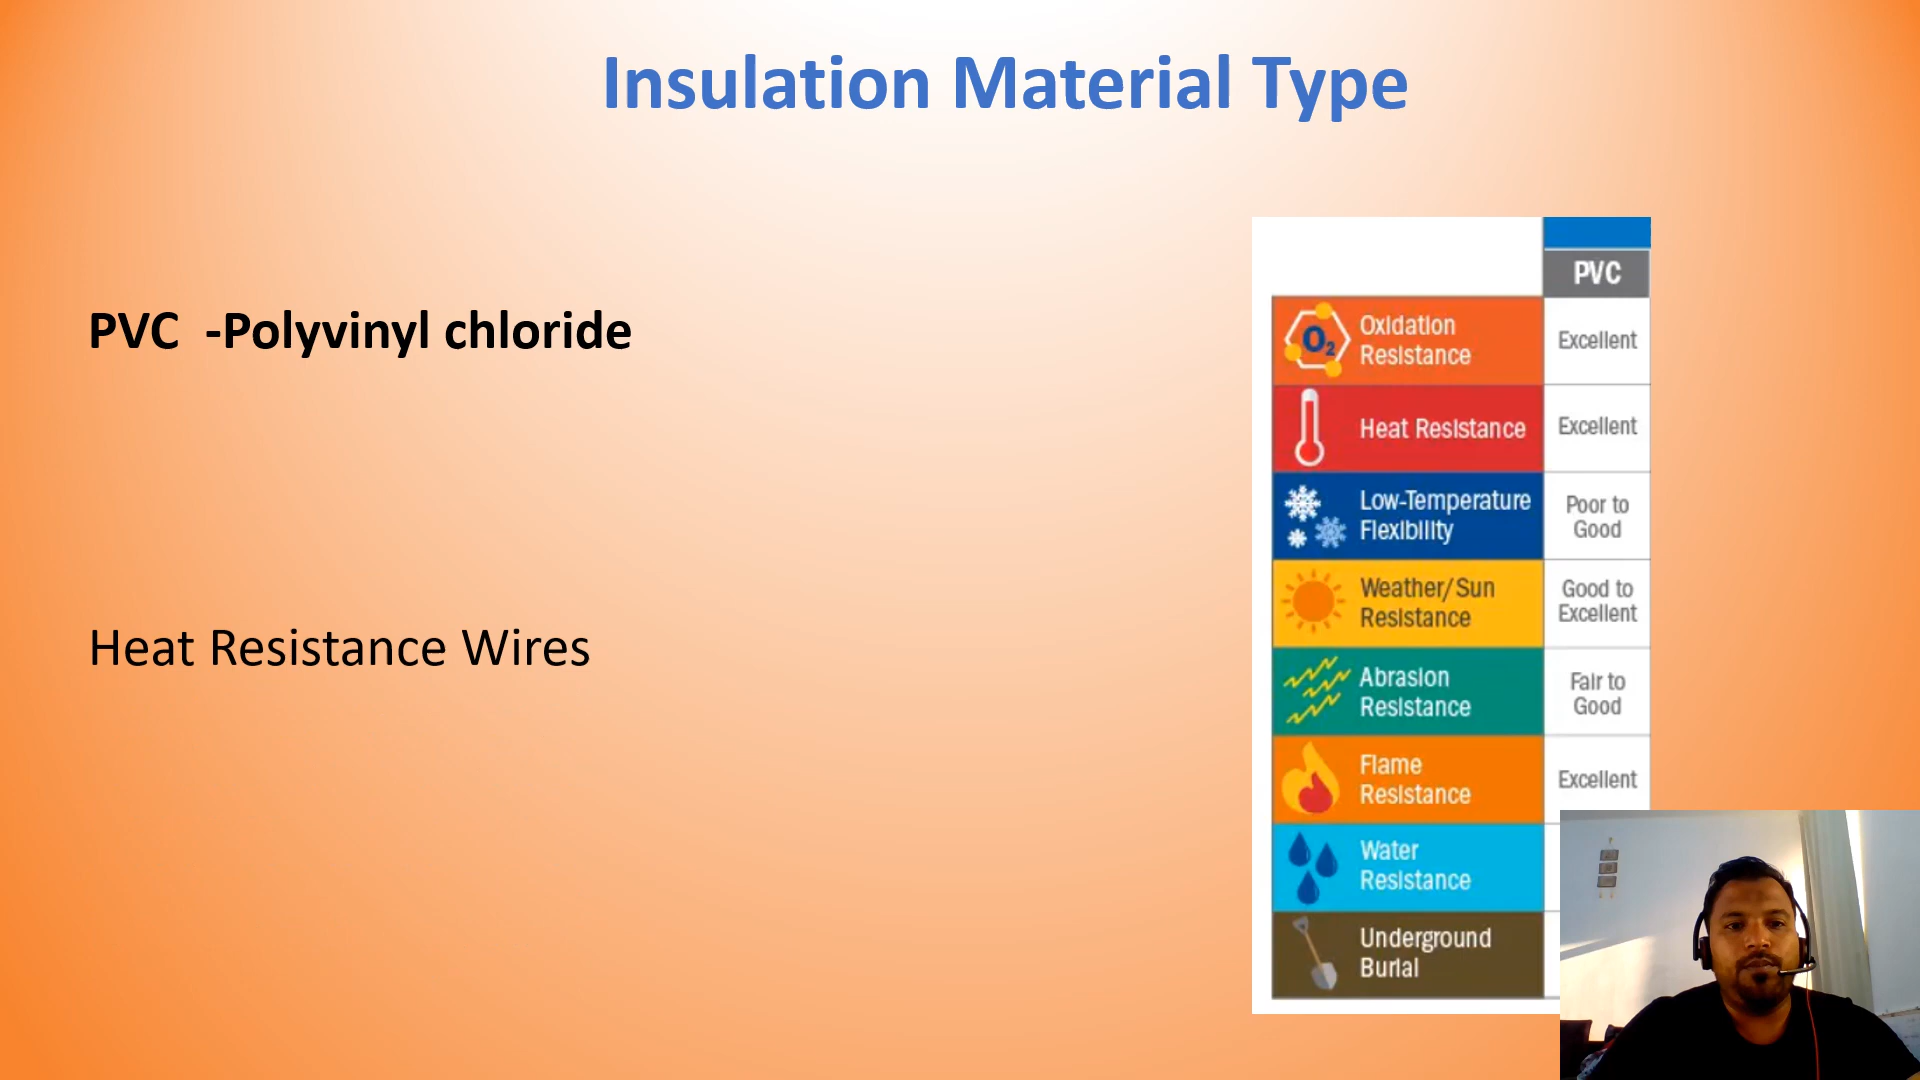 Insulation Material Type
PVC  -Polyvinyl chloride
Heat Resistance Wires
PVC
Oxidation
Resistance
Excellent
O2
Heat Resistance
Excellent
Low-Temperature
Flexibility
Poor to
Good
Weather/Sun
Resistance
Good to
Excellent
Abrasion
Resistance
Fair to
Good
Flame
Resistance
Excellent
Water
Resistance
Underground
Burial